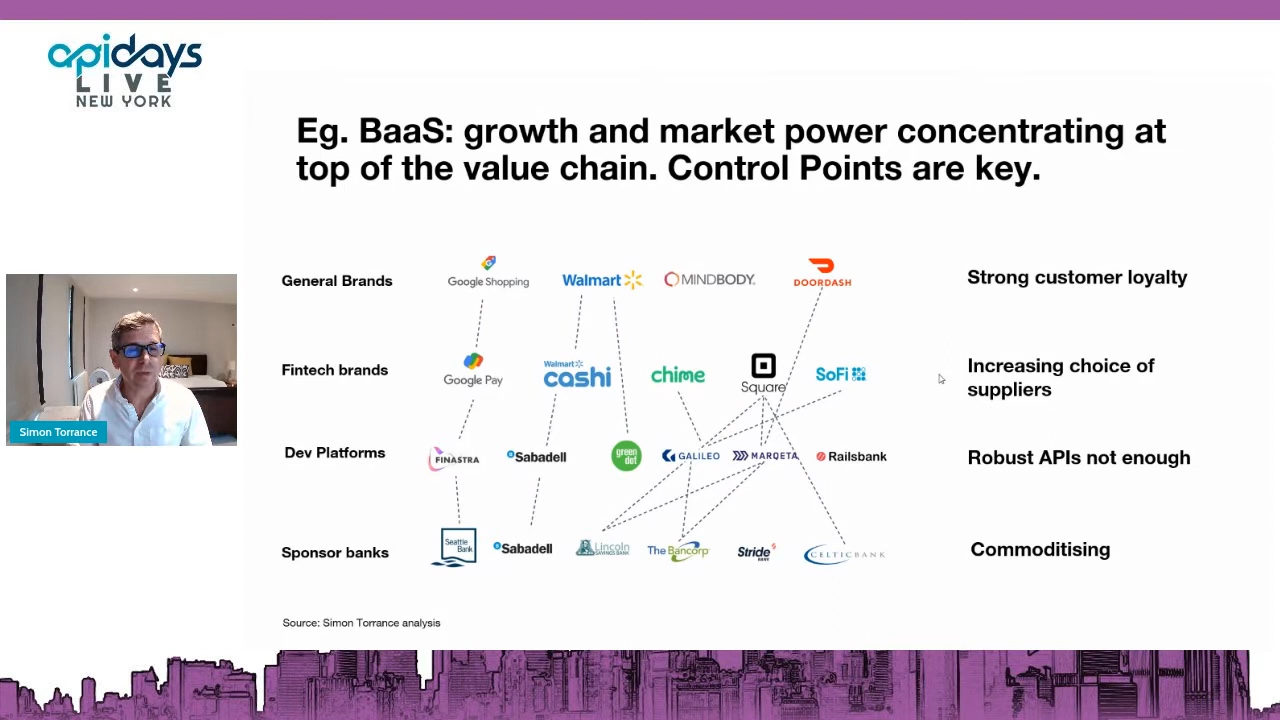 apidays
LIVE
NEW YORK
Eg. BaaS: growth and market power concentrating at
top of the value chain. Control Points are key.
General Brands
Google Shopping
Walmart
MINDBODY
DOORDASH
Strong customer loyalty
Fintech brands
Google Pay
Walmart
cashi
chime
Square
SoFi
Increasing choice of
suppliers
Simon Torrance
Dev Platforms
FINASTRA
Sabadell
green
dot
GALILEO
MARQETA
Railsbank
Robust APIs not enough
Sponsor banks
Seattle
Bank
Sabadell
Lincoln
SAVINGS BANK
The Bancorp
Stride
BANK
CELTICBANK
Commoditising
Source: Simon Torrance analysis